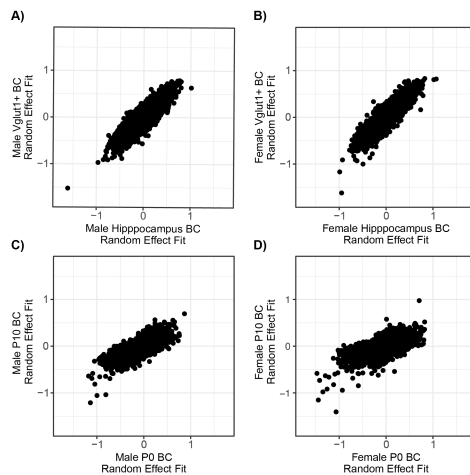 A)
Male Vglut1+ BC
Random Effect Fit
1
0
−1
−1
0
1
Male Hipppocampus BC
Random Effect Fit
B)
Female Vglut1+ BC
Random Effect Fit
1
0
−1
−1
0
1
Female Hipppocampus BC
Random Effect Fit
C)
Male P10 BC
Random Effect Fit
1
0
−1
−1
0
1
Male P0 BC
Random Effect Fit
D)
Female P10 BC
Random Effect Fit
1
0
−1
−1
0
1
Female P0 BC
Random Effect Fit